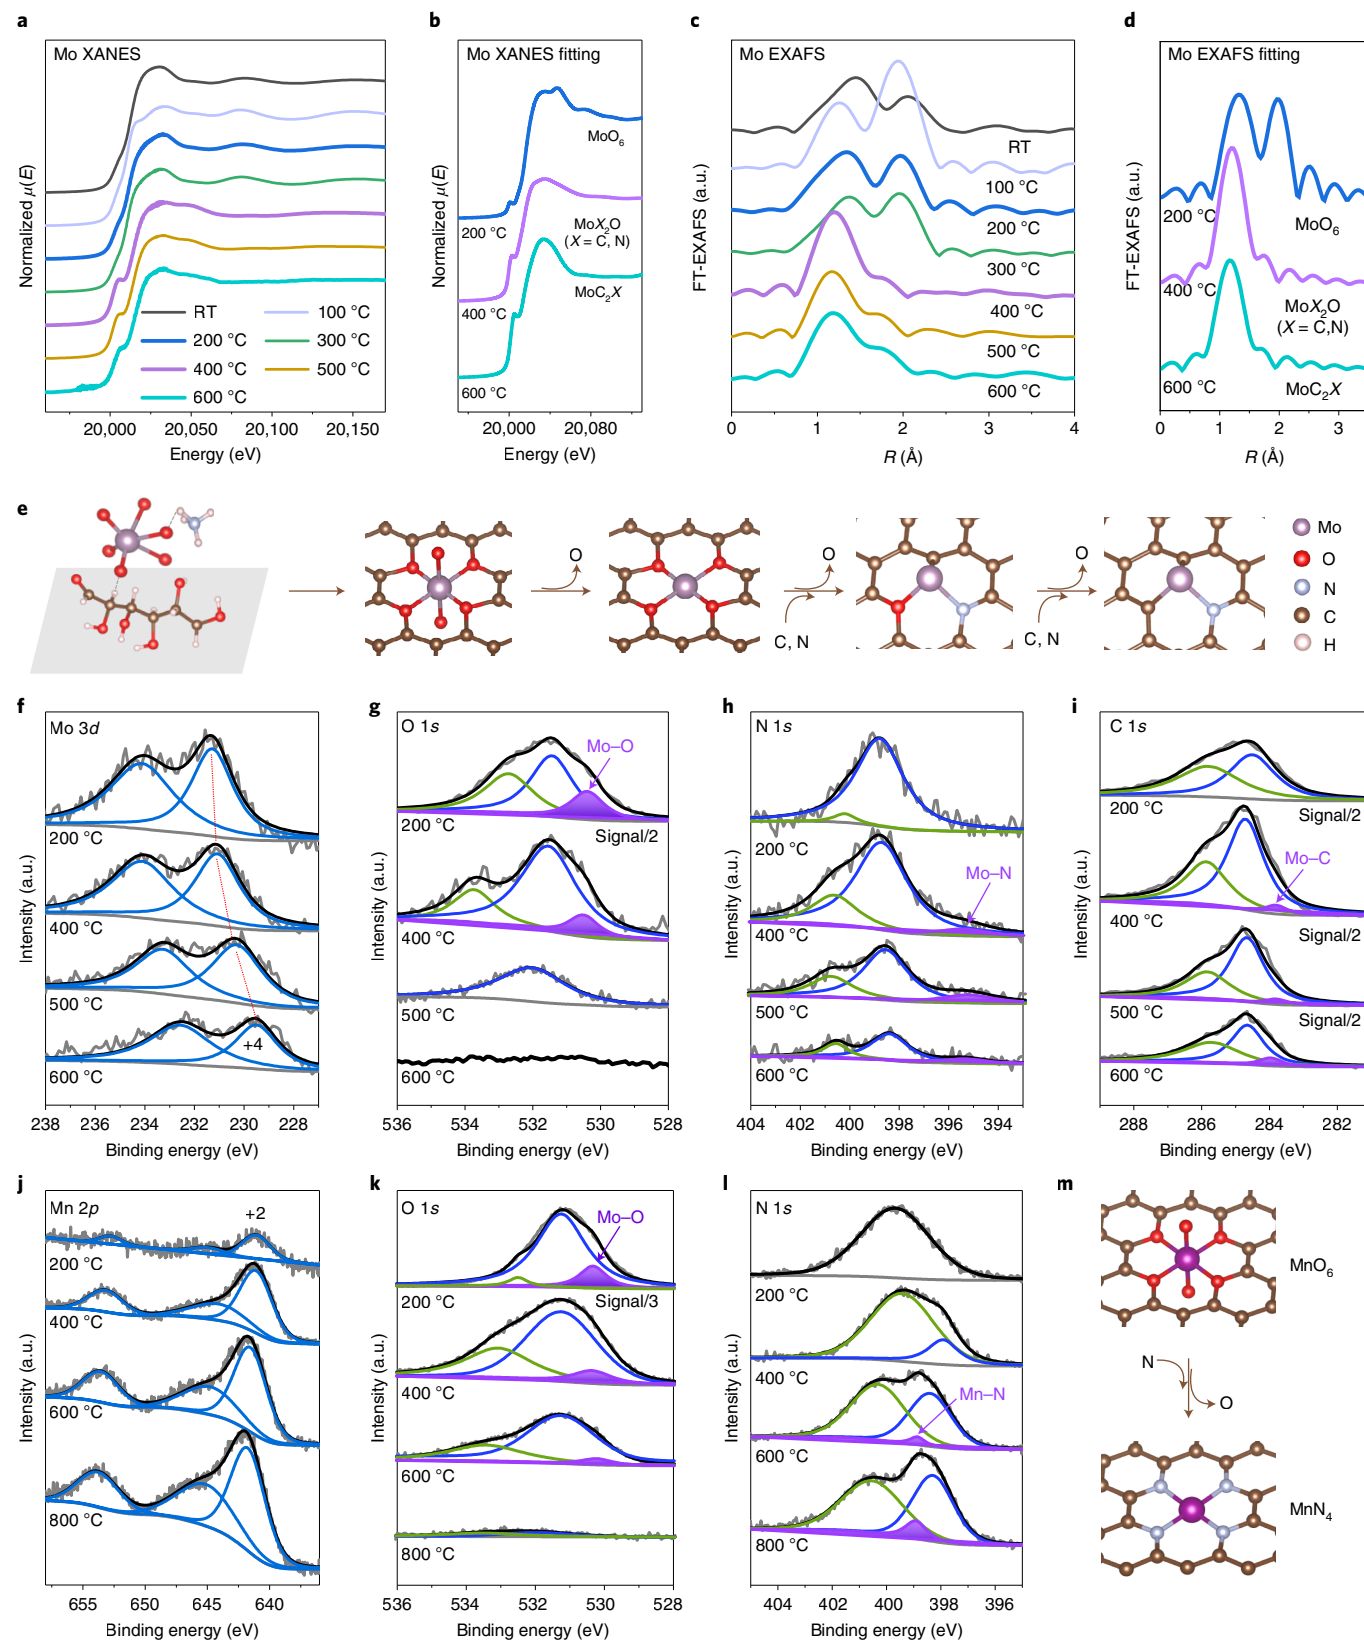 a
Mo XANES
Normalized μ(E)
RT
100 °C
200 °C
300 °C
400 °C
500 °C
600 °C
20,000
20,050
20,100
20,150
Energy (eV)
b
Mo XANES fitting
Normalized μ(E)
MoO6
200 °C
MoX2O
(X = C, N)
400 °C
MoC2X
600 °C
20,000
20,080
Energy (eV)
c
Mo EXAFS
FT-EXAFS (a.u.)
RT
100 °C
200 °C
300 °C
400 °C
500 °C
600 °C
0
1
2
3
4
R (Å)
d
Mo EXAFS fitting
FT-EXAFS (a.u.)
200 °C
MoO6
400 °C
MoX2O
(X = C,N)
600 °C
MoC2X
0
1
2
3
R (Å)
e
O
O
C, N
O
C, N
Mo
O
N
C
H
f
Mo 3d
Intensity (a.u.)
200 °C
400 °C
500 °C
+4
600 °C
238
236
234
232
230
228
Binding energy (eV)
g
O 1s
Intensity (a.u.)
Mo–O
200 °C
Signal/2
400 °C
500 °C
600 °C
536
534
532
530
528
Binding energy (eV)
h
N 1s
Intensity (a.u.)
200 °C
Mo–N
400 °C
500 °C
600 °C
404
402
400
398
396
394
Binding energy (eV)
i
C 1s
Intensity (a.u.)
200 °C
Signal/2
Mo–C
400 °C
Signal/2
500 °C
Signal/2
600 °C
288
286
284
282
Binding energy (eV)
j
Mn 2p
+2
Intensity (a.u.)
200 °C
400 °C
600 °C
800 °C
655
650
645
640
Binding energy (eV)
k
O 1s
Intensity (a.u.)
Mo–O
200 °C
Signal/3
400 °C
600 °C
800 °C
536
534
532
530
528
Binding energy (eV)
l
N 1s
Intensity (a.u.)
200 °C
400 °C
Mn–N
600 °C
800 °C
404
402
400
398
396
Binding energy (eV)
m
MnO6
N
O
MnN4